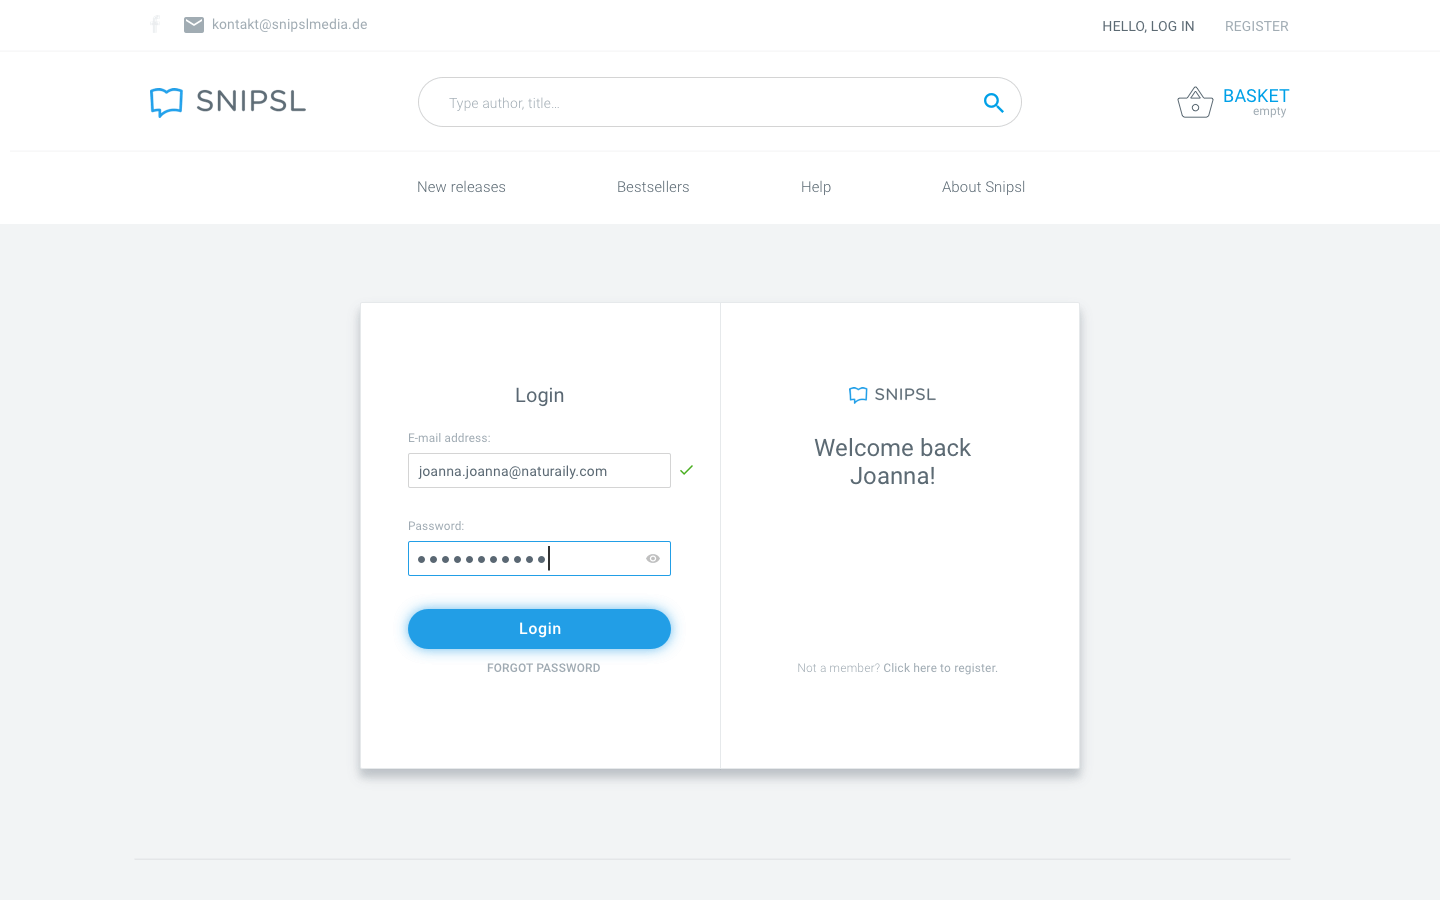 kontakt@snipslmedia.de
HELLO, LOG IN
REGISTER
SNIPSL
Type author, title...
BASKET
empty
New releases
Bestsellers
Help
About Snipsl
Login
E-mail address:
joanna.joanna@naturaily.com
Password:
Login
FORGOT PASSWORD
SNIPSL
Welcome back
Joanna!
Not a member? Click here to register.